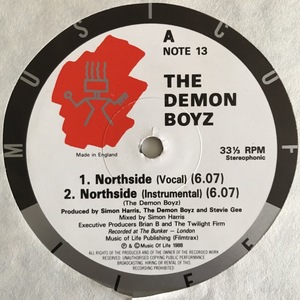 MUSIC OF LIFE
A
NOTE 13
THE
DEMON
BOYZ
Made in England
33⅓ RPM
Stereophonic
1. Northside (Vocal) (6.07)
2. Northside (Instrumental) (6.07)
(The Demon Boyz)
Produced by Simon Harris, The Demon Boyz and Stevie Gee
Mixed by Simon Harris
Executive Producers Brian B and The Twilight Firm
Recorded at The Bunker – London
Music of Life Publishing (Filmtrax)
℗ & © Music Of Life 1988
ALL RIGHTS OF THE PRODUCER AND OF THE OWNER OF THE RECORDED WORK
RESERVED. UNAUTHORISED COPYING PUBLIC PERFORMANCE
BROADCASTING. HIRING OR RENTAL OF THIS
RECORDING PROHIBITED